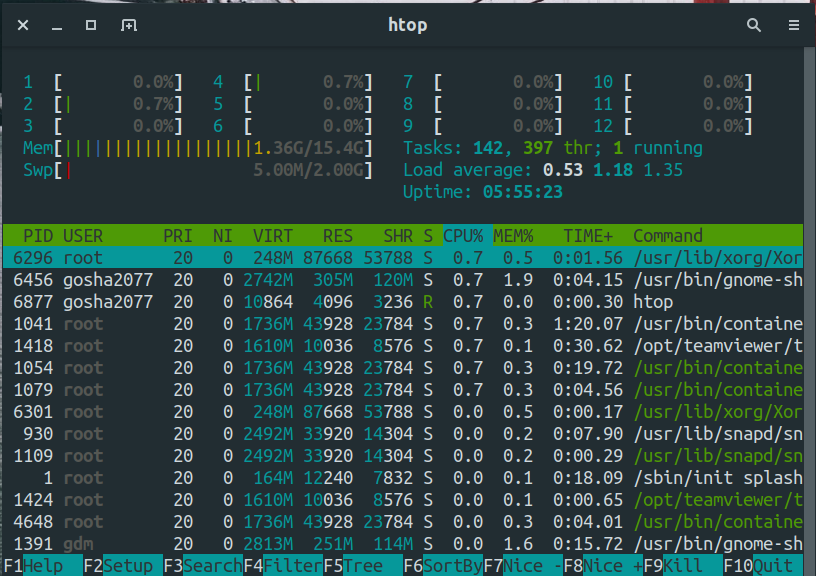 htop
1 [ 0.0%] 4 [| 0.7%] 7 [ 0.0%] 10 [ 0.0%]
2 [| 0.7%] 5 [ 0.0%] 8 [ 0.0%] 11 [ 0.0%]
3 [ 0.0%] 6 [ 0.0%] 9 [ 0.0%] 12 [ 0.0%]
Mem[|||||||||||||||||||1.36G/15.4G] Tasks: 142, 397 thr; 1 running
Swp[| 5.00M/2.00G] Load average: 0.53 1.18 1.35
Uptime: 05:55:23
PID USER PRI NI VIRT RES SHR S CPU% MEM% TIME+ Command
6296 root 20 0 248M 87668 53788 S 0.7 0.5 0:01.56 /usr/lib/xorg/Xor
6456 gosha2077 20 0 2742M 305M 120M S 0.7 1.9 0:04.15 /usr/bin/gnome-sh
6877 gosha2077 20 0 10864 4096 3236 R 0.7 0.0 0:00.30 htop
1041 root 20 0 1736M 43928 23784 S 0.7 0.3 1:20.07 /usr/bin/containe
1418 root 20 0 1610M 10036 8576 S 0.7 0.1 0:30.62 /opt/teamviewer/t
1054 root 20 0 1736M 43928 23784 S 0.7 0.3 0:19.72 /usr/bin/containe
1079 root 20 0 1736M 43928 23784 S 0.7 0.3 0:04.56 /usr/bin/containe
6301 root 20 0 248M 87668 53788 S 0.0 0.5 0:00.17 /usr/lib/xorg/Xor
930 root 20 0 2492M 33920 14304 S 0.0 0.2 0:07.90 /usr/lib/snapd/sn
1109 root 20 0 2492M 33920 14304 S 0.0 0.2 0:00.29 /usr/lib/snapd/sn
1 root 20 0 164M 12240 7832 S 0.0 0.1 0:18.09 /sbin/init splash
1424 root 20 0 1610M 10036 8576 S 0.0 0.1 0:00.65 /opt/teamviewer/t
4648 root 20 0 1736M 43928 23784 S 0.0 0.3 0:04.01 /usr/bin/containe
1391 gdm 20 0 2813M 251M 114M S 0.0 1.6 0:15.72 /usr/bin/gnome-sh
F1Help F2Setup F3SearchF4FilterF5Tree F6SortByF7Nice -F8Nice +F9Kill F10Quit